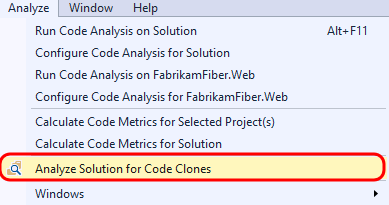 Analyze Window Help
Run Code Analysis on Solution Alt+F11
Configure Code Analysis for Solution
Run Code Analysis on FabrikamFiber.Web
Configure Code Analysis for FabrikamFiber.Web
Calculate Code Metrics for Selected Project(s)
Calculate Code Metrics for Solution
Analyze Solution for Code Clones
Windows